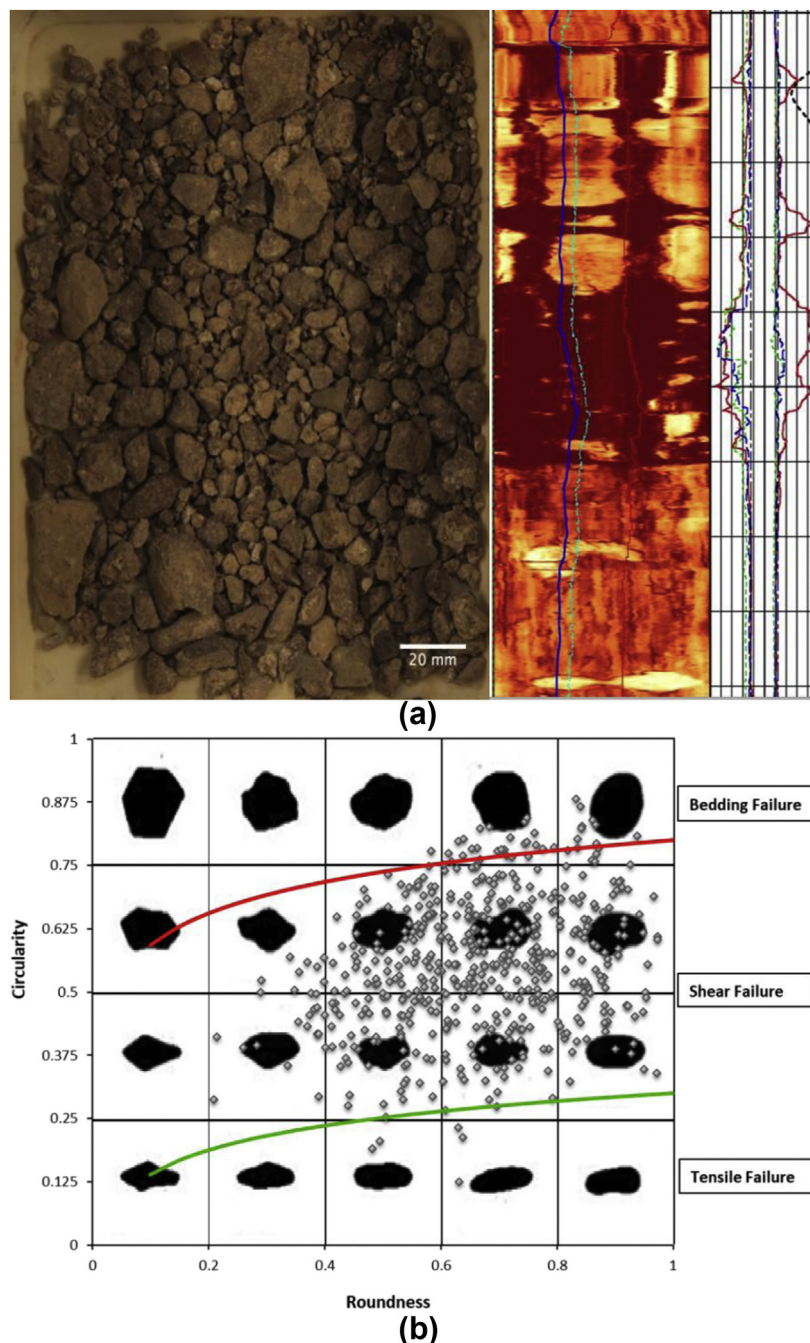 20 mm
(a)
1
0.875
0.75
0.625
0.5
0.375
0.25
0.125
0
Circularity
0 0.2 0.4 0.6 0.8 1
Roundness
Bedding Failure
Shear Failure
Tensile Failure
(b)